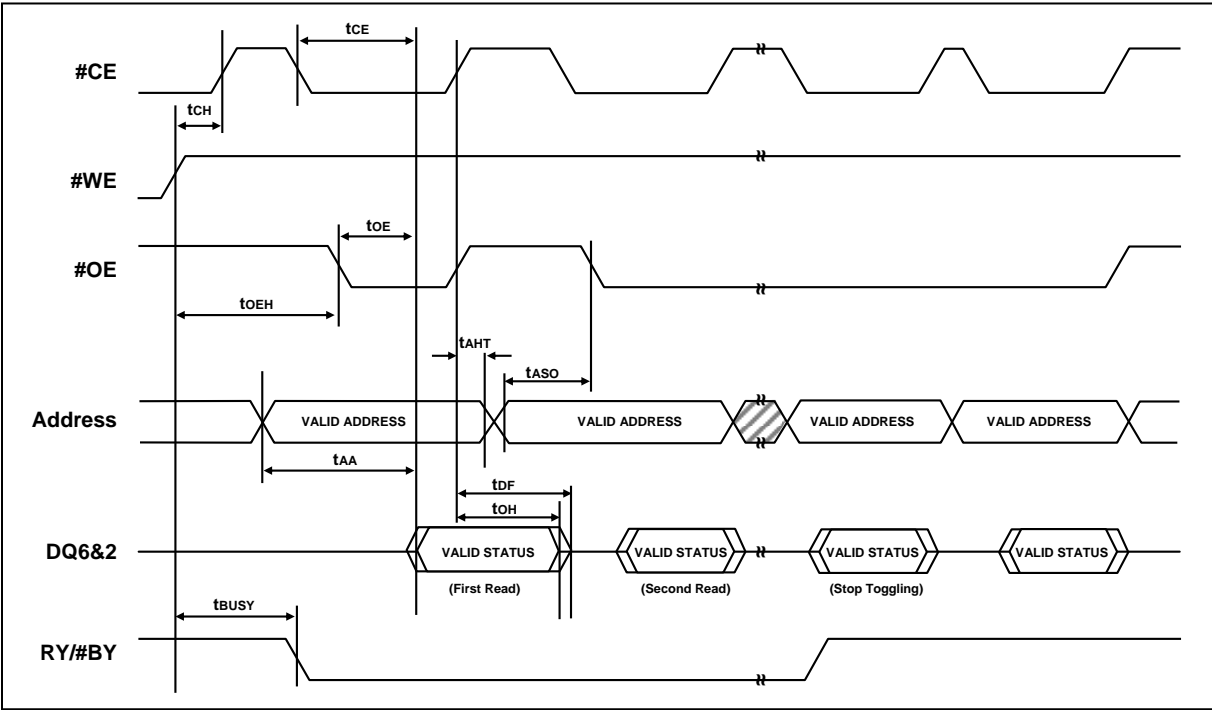 tCE
#CE
tCH
#WE
tOE
#OE
tOEH
tAHT
tASO
Address
VALID ADDRESS
VALID ADDRESS
VALID ADDRESS
VALID ADDRESS
tAA
tDF
tOH
DQ6&2
VALID STATUS
VALID STATUS
VALID STATUS
VALID STATUS
(First Read)
(Second Read)
(Stop Toggling)
tBUSY
RY/#BY